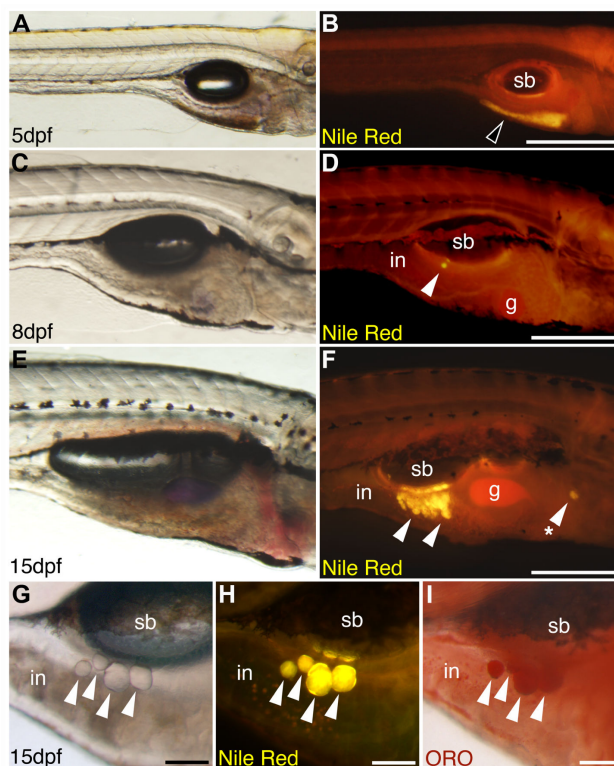 A
5dpf
B
sb
Nile Red
C
8dpf
D
sb
in
g
Nile Red
E
15dpf
F
sb
in
g
*
Nile Red
G
sb
in
15dpf
H
sb
in
Nile Red
I
sb
in
ORO